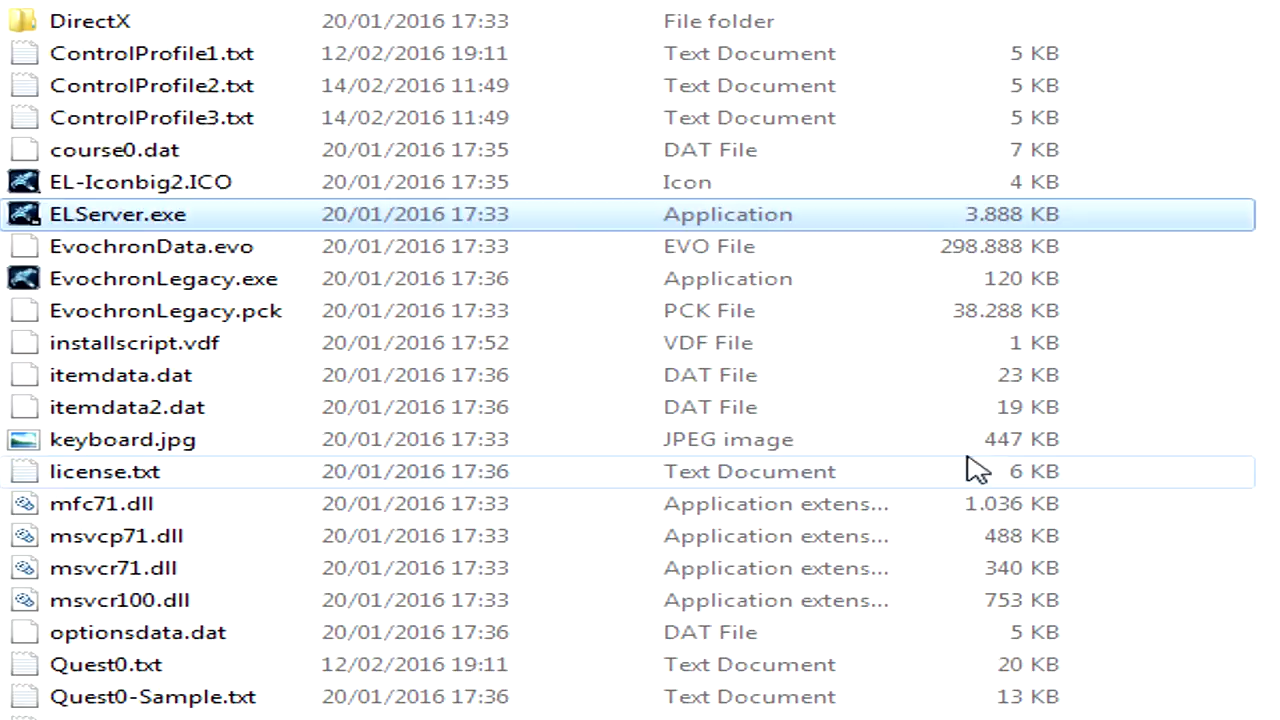 DirectX 20/01/2016 17:33 File folder
ControlProfile1.txt 12/02/2016 19:11 Text Document 5 KB
ControlProfile2.txt 14/02/2016 11:49 Text Document 5 KB
ControlProfile3.txt 14/02/2016 11:49 Text Document 5 KB
course0.dat 20/01/2016 17:35 DAT File 7 KB
EL-Iconbig2.ICO 20/01/2016 17:35 Icon 4 KB
ELServer.exe 20/01/2016 17:33 Application 3.888 KB
EvochronData.evo 20/01/2016 17:33 EVO File 298.888 KB
EvochronLegacy.exe 20/01/2016 17:36 Application 120 KB
EvochronLegacy.pck 20/01/2016 17:33 PCK File 38.288 KB
installscript.vdf 20/01/2016 17:52 VDF File 1 KB
itemdata.dat 20/01/2016 17:36 DAT File 23 KB
itemdata2.dat 20/01/2016 17:36 DAT File 19 KB
keyboard.jpg 20/01/2016 17:33 JPEG image 447 KB
license.txt 20/01/2016 17:36 Text Document 6 KB
mfc71.dll 20/01/2016 17:33 Application extens... 1.036 KB
msvcp71.dll 20/01/2016 17:33 Application extens... 488 KB
msvcr71.dll 20/01/2016 17:33 Application extens... 340 KB
msvcr100.dll 20/01/2016 17:33 Application extens... 753 KB
optionsdata.dat 20/01/2016 17:36 DAT File 5 KB
Quest0.txt 12/02/2016 19:11 Text Document 20 KB
Quest0-Sample.txt 20/01/2016 17:36 Text Document 13 KB